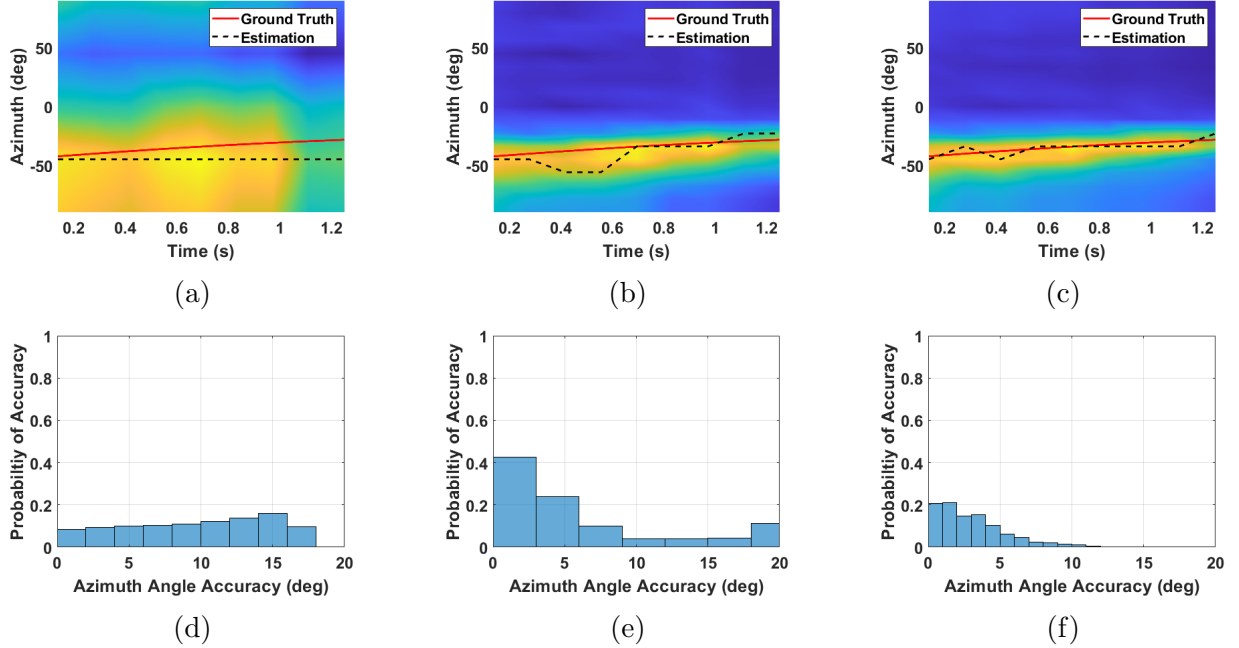 Ground Truth
Estimation
50
0
-50
Azimuth (deg)
0.2 0.4 0.6 0.8 1 1.2
Time (s)
(a)
Ground Truth
Estimation
50
0
-50
Azimuth (deg)
0.2 0.4 0.6 0.8 1 1.2
Time (s)
(b)
Ground Truth
Estimation
50
0
-50
Azimuth (deg)
0.2 0.4 0.6 0.8 1 1.2
Time (s)
(c)
1
0.8
0.6
0.4
0.2
0
Probabiltiy of Accuracy
0 5 10 15 20
Azimuth Angle Accuracy (deg)
(d)
1
0.8
0.6
0.4
0.2
0
Probabiltiy of Accuracy
0 5 10 15 20
Azimuth Angle Accuracy (deg)
(e)
1
0.8
0.6
0.4
0.2
0
Probabiltiy of Accuracy
0 5 10 15 20
Azimuth Angle Accuracy (deg)
(f)